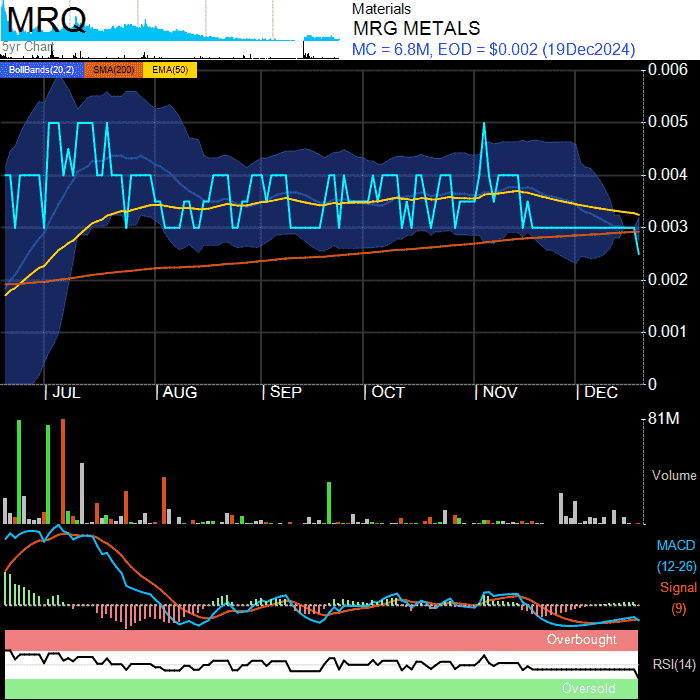 MRQ
5yr Chart
Materials
MRG METALS
MC = 6.8M, EOD = $0.002 (19Dec2024)
BollBands(20,2) SMA(200) EMA(50)
0.006
0.005
0.004
0.003
0.002
0.001
0
JUL AUG SEP OCT NOV DEC
81M
Volume
MACD
(12-26)
Signal
(9)
Overbought
RSI(14)
Oversold